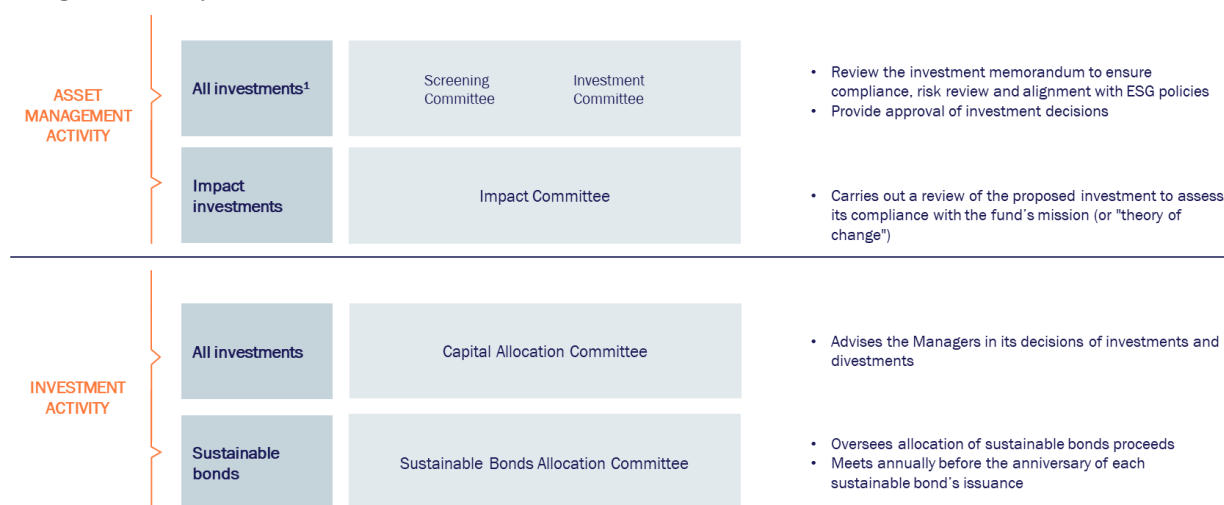 ASSET
MANAGEMENT
ACTIVITY
All investments¹
Screening
Committee
Investment
Committee
• Review the investment memorandum to ensure
compliance, risk review and alignment with ESG policies
• Provide approval of investment decisions
Impact
investments
Impact Committee
• Carries out a review of the proposed investment to assess
its compliance with the fund's mission (or "theory of
change")
INVESTMENT
ACTIVITY
All investments
Capital Allocation Committee
• Advises the Managers in its decisions of investments and
divestments
Sustainable
bonds
Sustainable Bonds Allocation Committee
• Oversees allocation of sustainable bonds proceeds
• Meets annually before the anniversary of each
sustainable bond's issuance